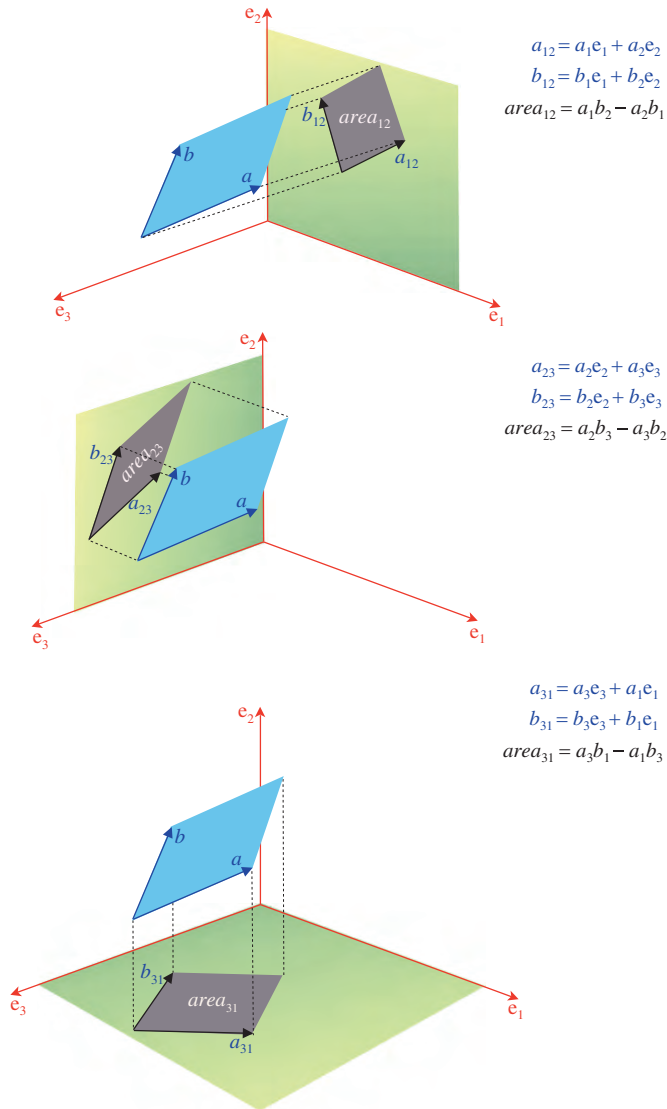 e₂
a₁₂ = a₁e₁ + a₂e₂
b₁₂ = b₁e₁ + b₂e₂
area₁₂ = a₁b₂ − a₂b₁
b₁₂
area₁₂
a₁₂
b
a
e₃
e₁
e₂
a₂₃ = a₂e₂ + a₃e₃
b₂₃ = b₂e₂ + b₃e₃
area₂₃ = a₂b₃ − a₃b₂
b₂₃
area₂₃
b
a₂₃
a
e₃
e₁
a₃₁ = a₃e₃ + a₁e₁
b₃₁ = b₃e₃ + b₁e₁
area₃₁ = a₃b₁ − a₁b₃
e₂
b
a
b₃₁
area₃₁
a₃₁
e₃
e₁